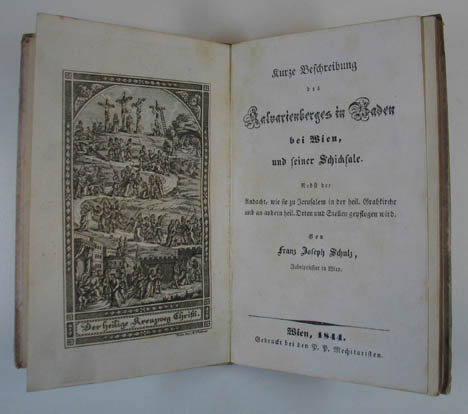 Der heilige Kreuzweg Christi.
Kurze Beschreibung
des
Kalvarienberges in Baden
bei Wien,
und seiner Schicksale.
Nebst der
Andacht, wie sie zu Jerusalem in der heil. Grabkirche
und an andern heil. Orten und Stellen gepflogen wird.
Von
Franz Joseph Schulz,
in Wien.
Wien, 1844.
Gedruckt bei den P. P. Mechitaristen.